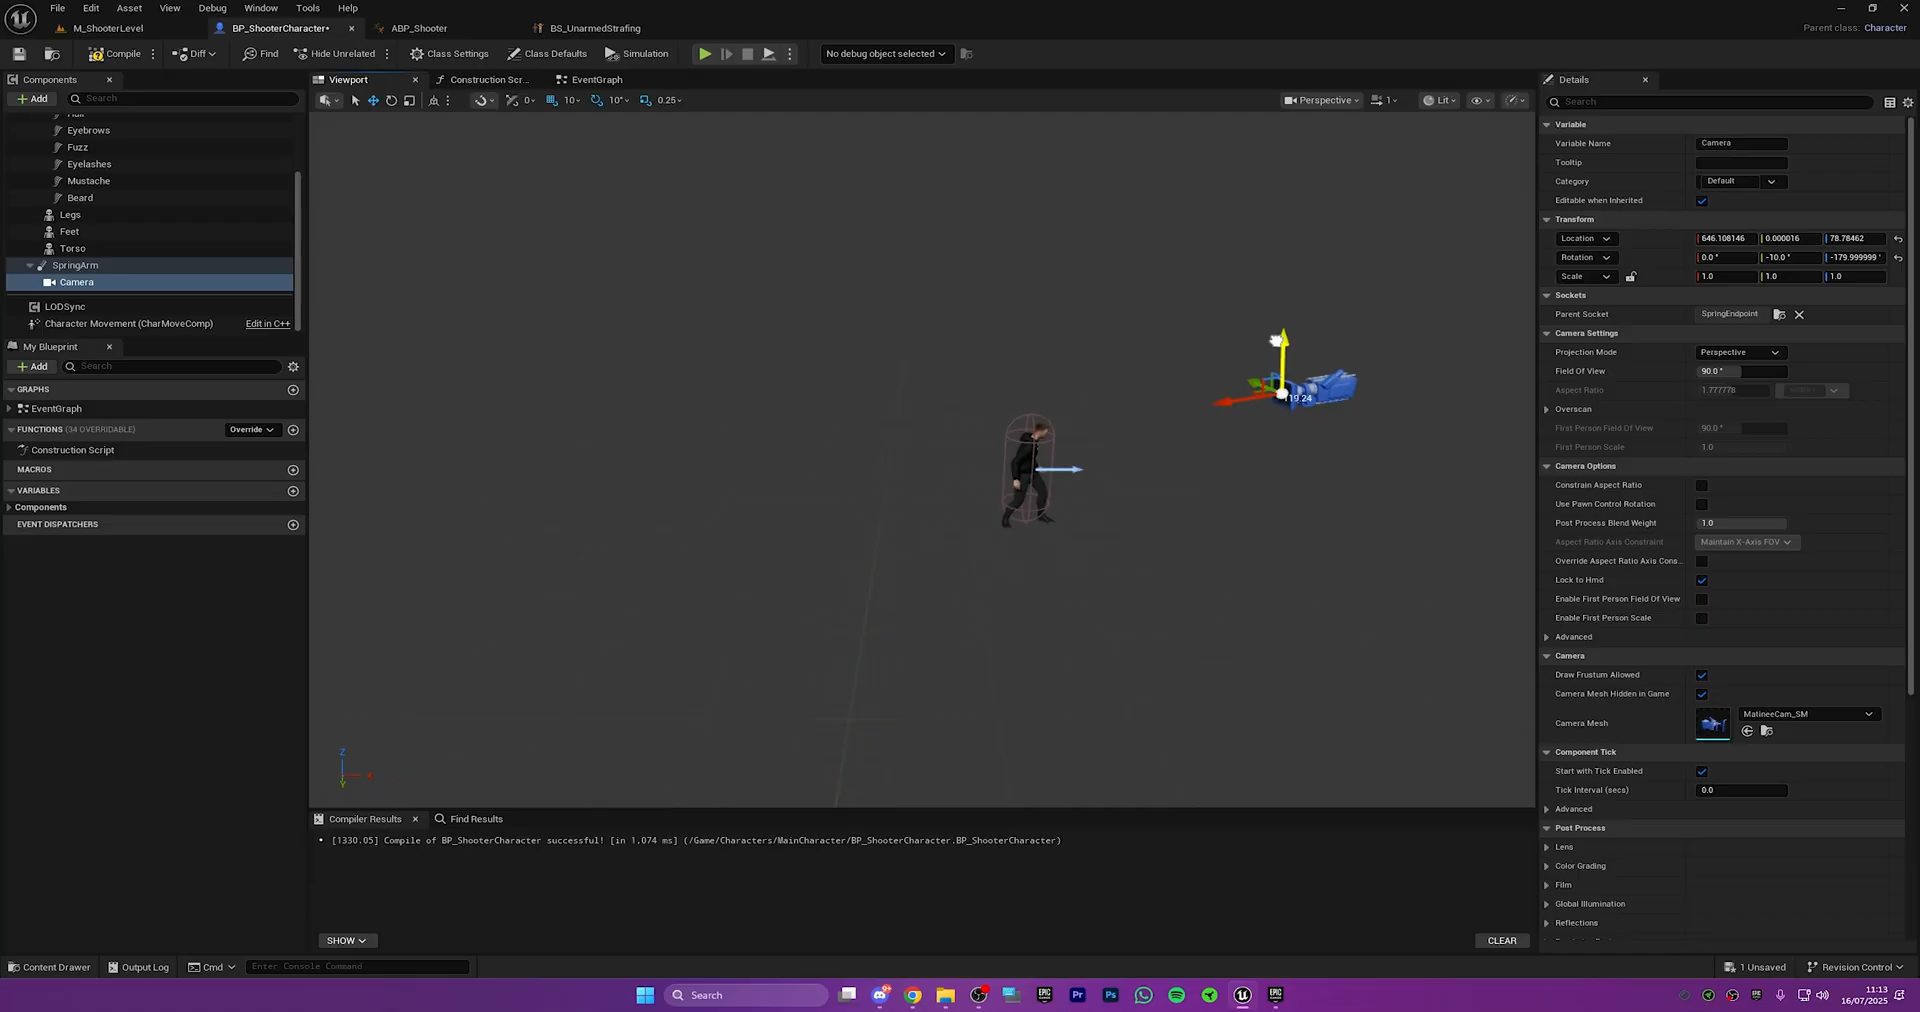 File Edit Asset View Debug Window Tools Help
M_ShooterLevel BP_ShooterCharacter• ABP_Shooter BS_UnarmedStrafing Parent class: Character
Compile Diff Find Hide Unrelated Class Settings Class Defaults Simulation No debug object selected
Components Viewport Construction Scr... EventGraph Details
Add Search 0 10 10° 0.25 Perspective 1 Lit Search
Eyebrows
Fuzz
Eyelashes
Mustache
Beard
Legs
Feet
Torso
SpringArm
Camera
LODSync
Character Movement (CharMoveComp) Edit in C++
My Blueprint
Add Search
GRAPHS
EventGraph
FUNCTIONS (34 OVERRIDABLE) Override
Construction Script
MACROS
VARIABLES
Components
EVENT DISPATCHERS
119.24
Z
X
Y
Variable
Variable Name Camera
Tooltip
Category Default
Editable when Inherited
Transform
Location 646.108146 0.000016 78.78462
Rotation 0.0° -10.0° -179.999999°
Scale 1.0 1.0 1.0
Sockets
Parent Socket SpringEndpoint
Camera Settings
Projection Mode Perspective
Field Of View 90.0°
Aspect Ratio 1.777778
Overscan
First Person Field Of View 90.0°
First Person Scale 1.0
Camera Options
Constrain Aspect Ratio
Use Pawn Control Rotation
Post Process Blend Weight 1.0
Aspect Ratio Axis Constraint Maintain X-Axis FOV
Override Aspect Ratio Axis Cons...
Lock to Hmd
Enable First Person Field Of View
Enable First Person Scale
Advanced
Camera
Draw Frustum Allowed
Camera Mesh Hidden in Game
Camera Mesh MatineeCam_SM
Component Tick
Start with Tick Enabled
Tick Interval (secs) 0.0
Advanced
Post Process
Lens
Color Grading
Film
Global Illumination
Reflections
Compiler Results Find Results
[1330.05] Compile of BP_ShooterCharacter successful! [in 1,074 ms] (/Game/Characters/MainCharacter/BP_ShooterCharacter.BP_ShooterCharacter)
SHOW CLEAR
Content Drawer Output Log Cmd Enter Console Command 1 Unsaved Revision Control
Search 9+ EPIC Pr Ps EPIC
11:13
16/07/2025